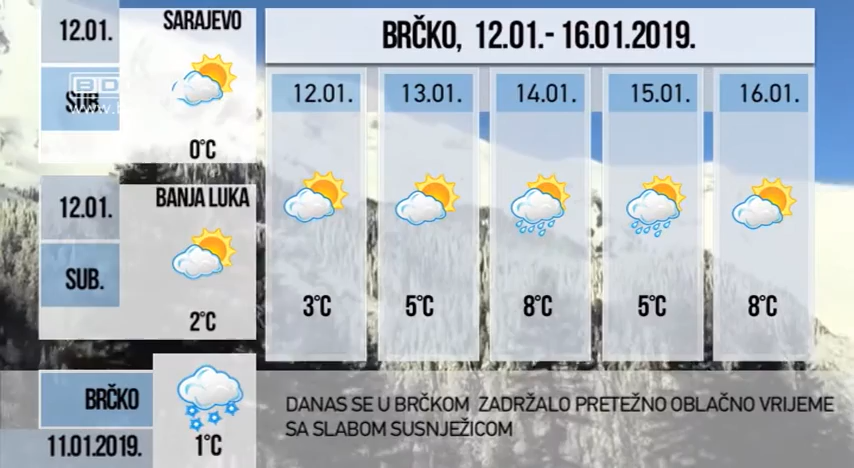 12.01.
SUB.
SARAJEVO
0°C
12.01.
SUB.
BANJA LUKA
2°C
BRČKO
11.01.2019.
1°C
BRČKO, 12.01.- 16.01.2019.
12.01. 13.01. 14.01. 15.01. 16.01.
3°C 5°C 8°C 5°C 8°C
DANAS SE U BRČKOM ZADRŽALO PRETEŽNO OBLAČNO VRIJEME
SA SLABOM SUSNJEŽICOM